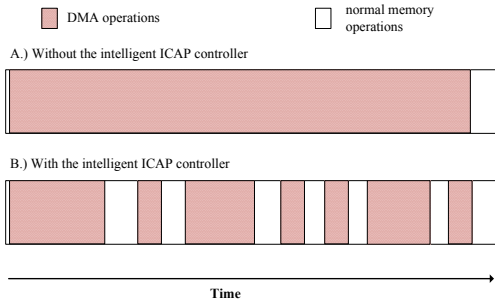 DMA operations
normal memory
operations
A.) Without the intelligent ICAP controller
B.) With the intelligent ICAP controller
Time